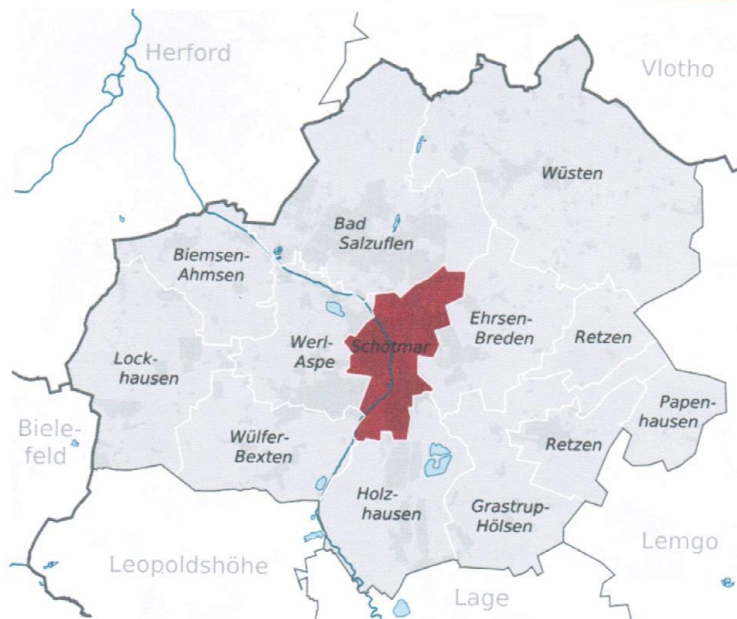 Herford
Vlotho
Wüsten
Bad
Salzuflen
Biemsen-
Ahmsen
Ehrsen-
Breden
Retzen
Werl-
Aspe
Schötmar
Lock-
hausen
Papen-
hausen
Biele-
feld
Wülfer-
Bexten
Retzen
Holz-
hausen
Grastrup-
Hölsen
Leopoldshöhe
Lemgo
Lage